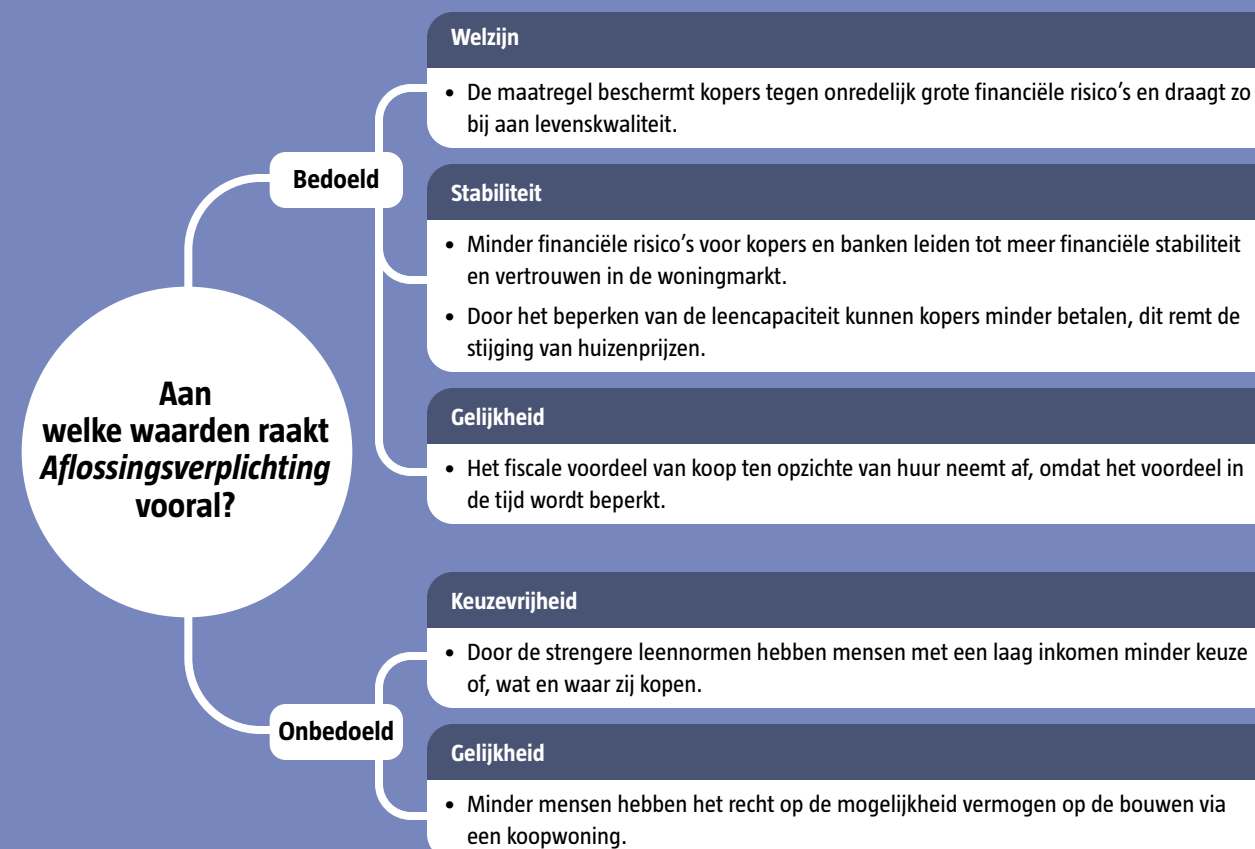 Welzijn
• De maatregel beschermt kopers tegen onredelijk grote financiële risico's en draagt zo
bij aan levenskwaliteit.
Bedoeld
Stabiliteit
• Minder financiële risico's voor kopers en banken leiden tot meer financiële stabiliteit
en vertrouwen in de woningmarkt.
• Door het beperken van de leencapaciteit kunnen kopers minder betalen, dit remt de
stijging van huizenprijzen.
Aan
welke waarden raakt
Aflossingsverplichting
vooral?
Gelijkheid
• Het fiscale voordeel van koop ten opzichte van huur neemt af, omdat het voordeel in
de tijd wordt beperkt.
Keuzevrijheid
• Door de strengere leennormen hebben mensen met een laag inkomen minder keuze
of, wat en waar zij kopen.
Onbedoeld
Gelijkheid
• Minder mensen hebben het recht op de mogelijkheid vermogen op de bouwen via
een koopwoning.